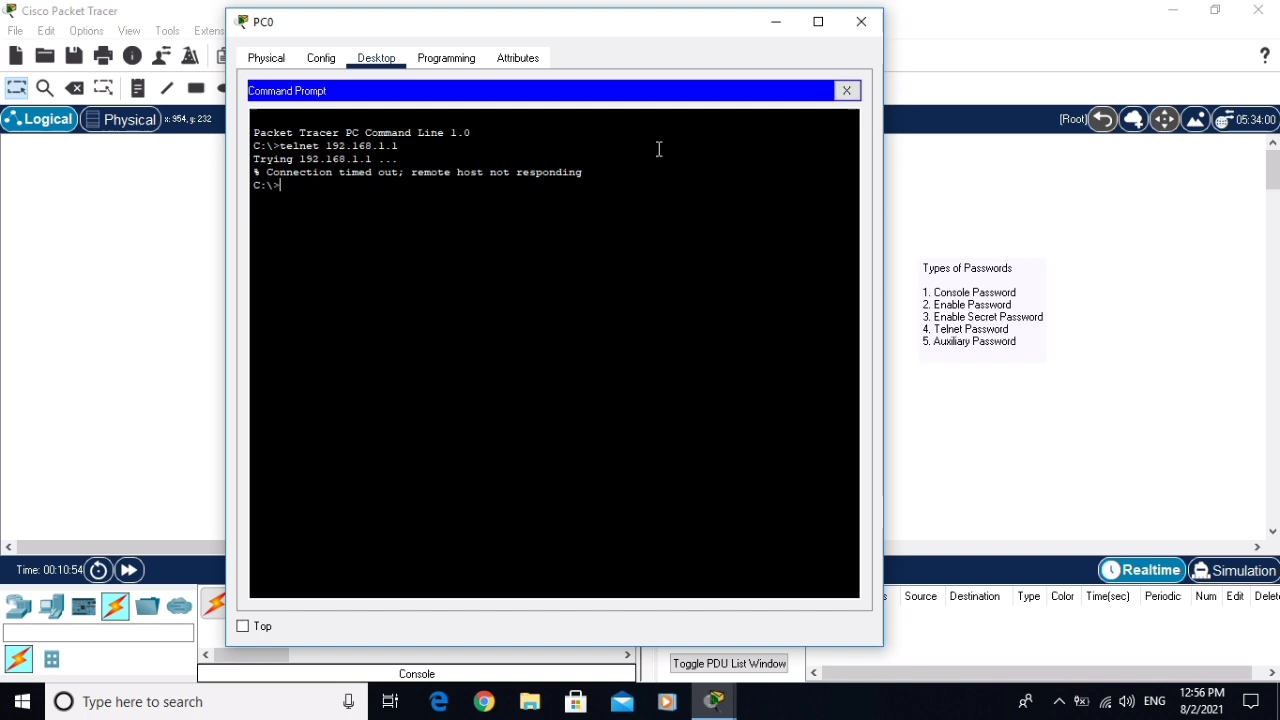 Cisco Packet Tracer
File Edit Options View Tools Extens
PC0
Physical Config Desktop Programming Attributes
Command Prompt
X
Logical
Physical
x: 954, y: 232
[Root]
05:34:00
Packet Tracer PC Command Line 1.0
C:\>telnet 192.168.1.1
Trying 192.168.1.1 ...
% Connection timed out; remote host not responding
C:\>
Types of Passwords
1. Console Password
2. Enable Password
3. Enable Secret Password
4. Telnet Password
5. Auxiliary Password
Time: 00:10:54
Realtime
Simulation
s Source Destination Type Color Time(sec) Periodic Num Edit Delet
Top
Console
Toggle PDU List Window
Type here to search
ENG
12:56 PM
8/2/2021